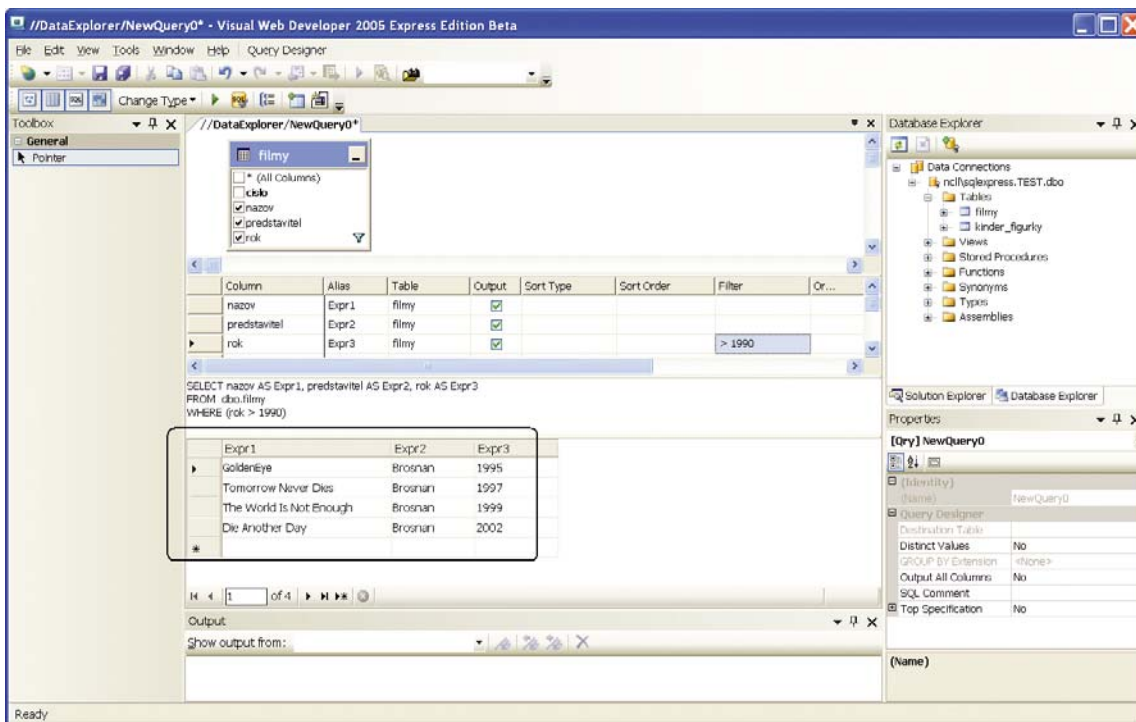 //DataExplorer/NewQuery0* - Visual Web Developer 2005 Express Edition Beta
File Edit View Tools Window Help Query Designer
SQL Change Type SQL
Toolbox
General
Pointer
//DataExplorer/NewQuery0*
filmy
* (All Columns)
cislo
nazov
predstavitel
rok
Column Alias Table Output Sort Type Sort Order Filter Or...
nazov Expr1 filmy
predstavitel Expr2 filmy
rok Expr3 filmy > 1990
SELECT nazov AS Expr1, predstavitel AS Expr2, rok AS Expr3
FROM dbo.filmy
WHERE (rok > 1990)
Expr1 Expr2 Expr3
GoldenEye Brosnan 1995
Tomorrow Never Dies Brosnan 1997
The World Is Not Enough Brosnan 1999
Die Another Day Brosnan 2002
*
1 of 4
Output
Show output from:
Database Explorer
Data Connections
ncll\sqlexpress.TEST.dbo
Tables
filmy
kinder_figurky
Views
Stored Procedures
Functions
Synonyms
Types
Assemblies
Solution Explorer Database Explorer
Properties
[Qry] NewQuery0
(Identity)
(Name) NewQuery0
Query Designer
Destination Table
Distinct Values No
GROUP BY Extension <None>
Output All Columns No
SQL Comment
Top Specification No
(Name)
Ready